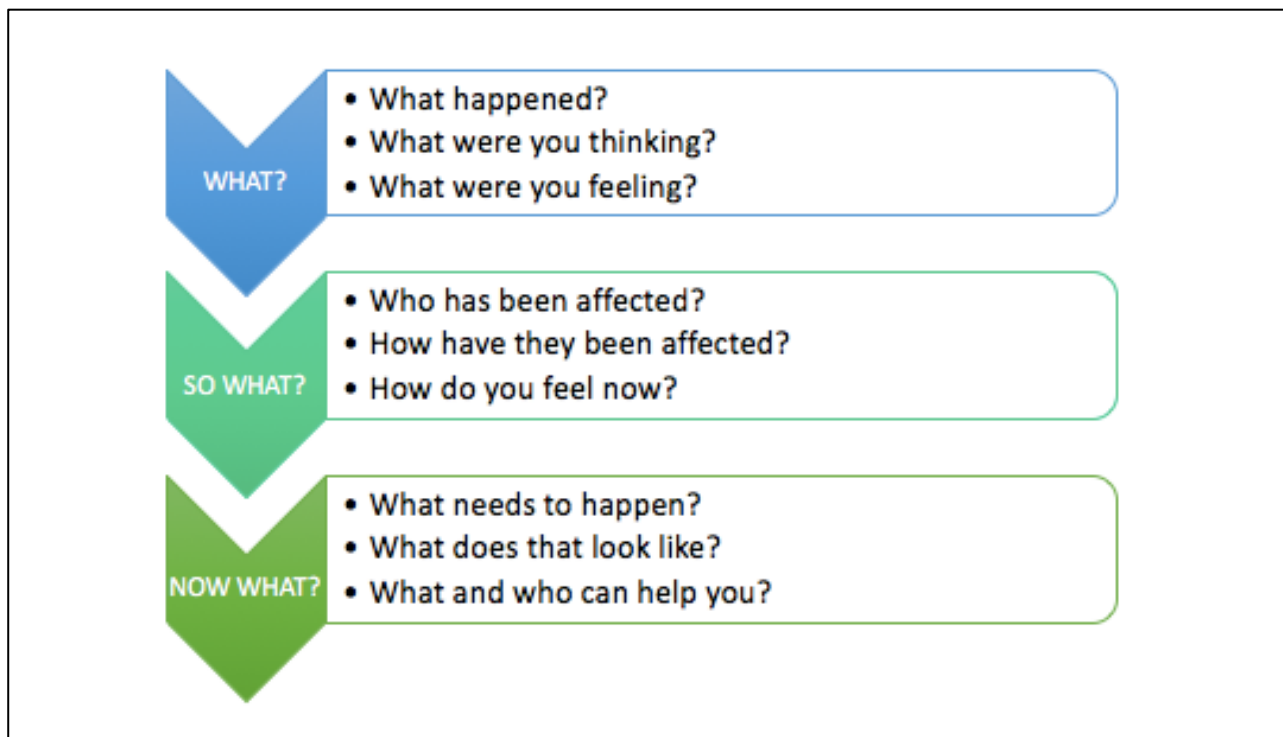 WHAT?
• What happened?
• What were you thinking?
• What were you feeling?
SO WHAT?
• Who has been affected?
• How have they been affected?
• How do you feel now?
NOW WHAT?
• What needs to happen?
• What does that look like?
• What and who can help you?